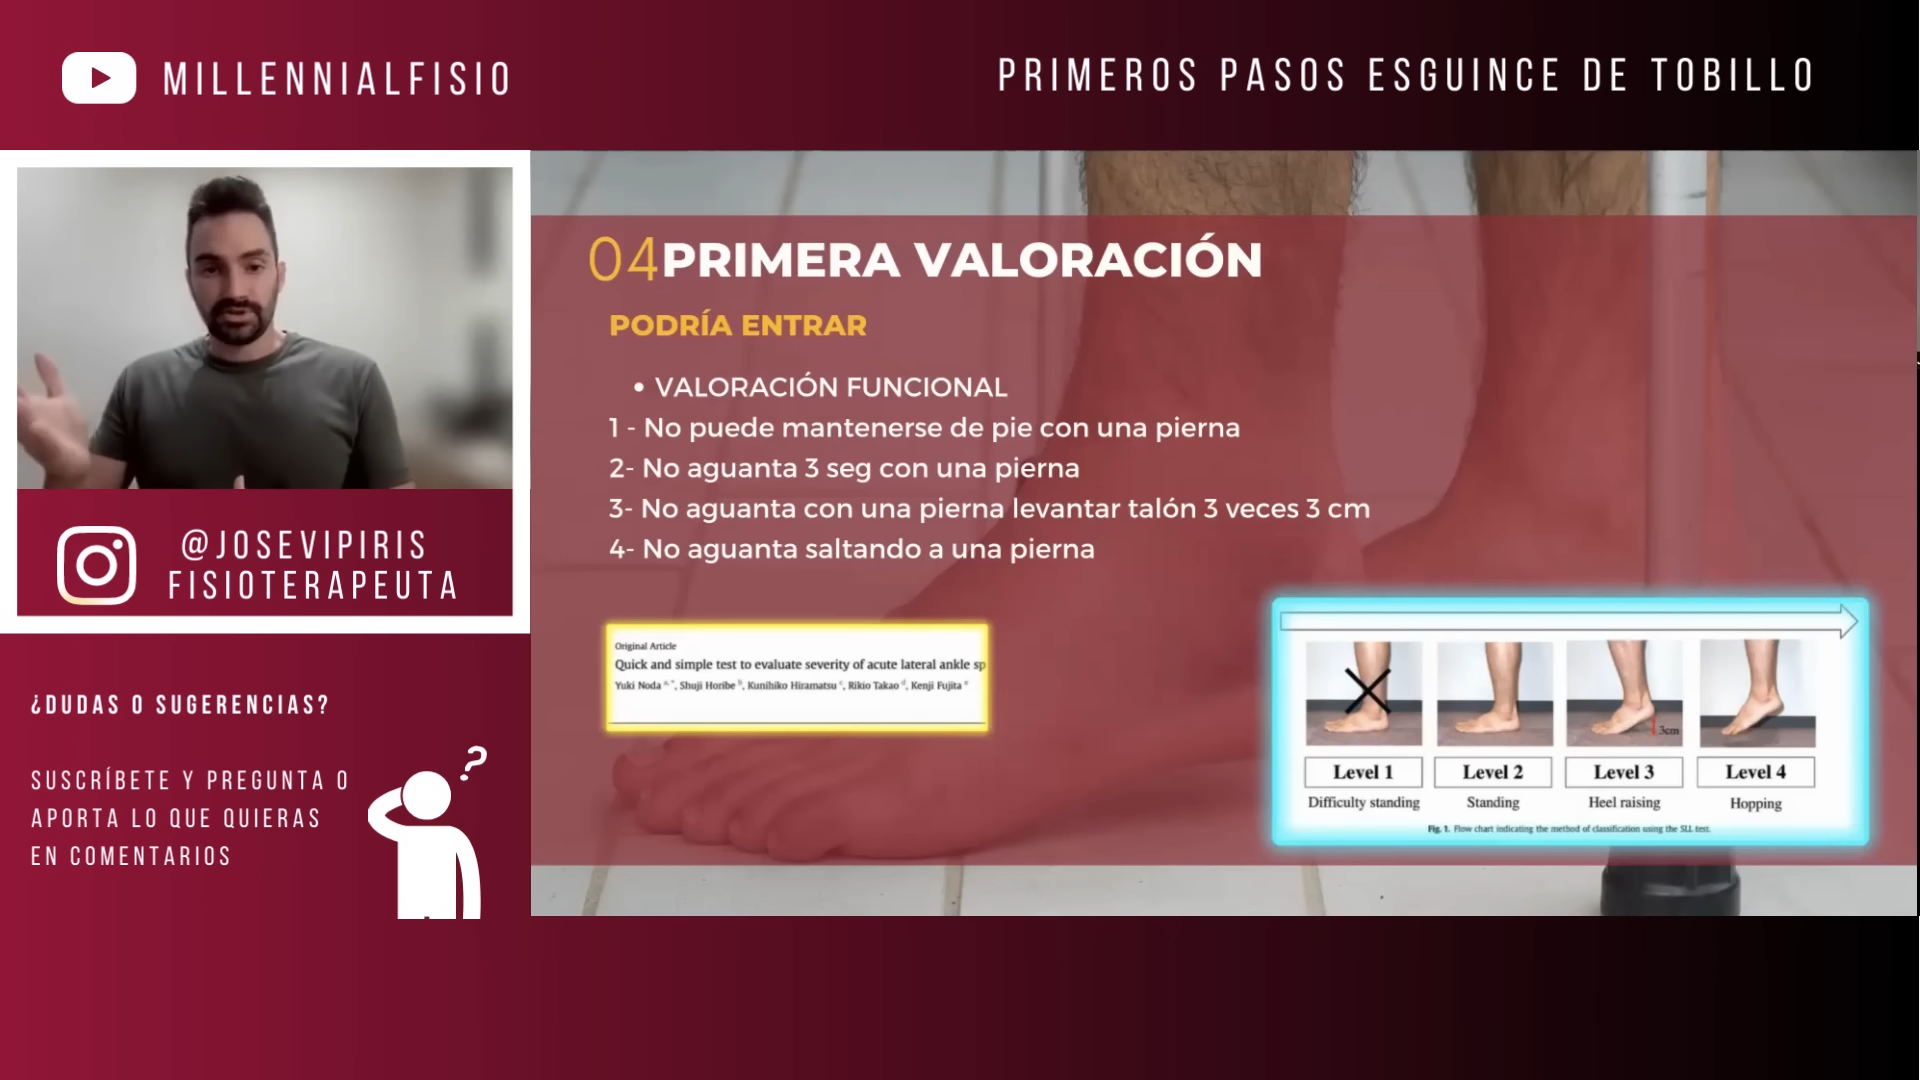 MILLENNIALFISIO
PRIMEROS PASOS ESGUINCE DE TOBILLO
@JOSEVIPIRIS
FISIOTERAPEUTA
¿DUDAS O SUGERENCIAS?
SUSCRÍBETE Y PREGUNTA O
APORTA LO QUE QUIERAS
EN COMENTARIOS
?
04 PRIMERA VALORACIÓN
PODRÍA ENTRAR
• VALORACIÓN FUNCIONAL
1 - No puede mantenerse de pie con una pierna
2- No aguanta 3 seg con una pierna
3- No aguanta con una pierna levantar talón 3 veces 3 cm
4- No aguanta saltando a una pierna
Original Article
Quick and simple test to evaluate severity of acute lateral ankle sp
Yuki Noda a, *, Shuji Horibe b, Kunihiko Hiramatsu c, Rikio Takao d, Kenji Fujita e
3cm
Level 1 Level 2 Level 3 Level 4
Difficulty standing Standing Heel raising Hopping
Fig. 1. Flow chart indicating the method of classification using the SLL test.